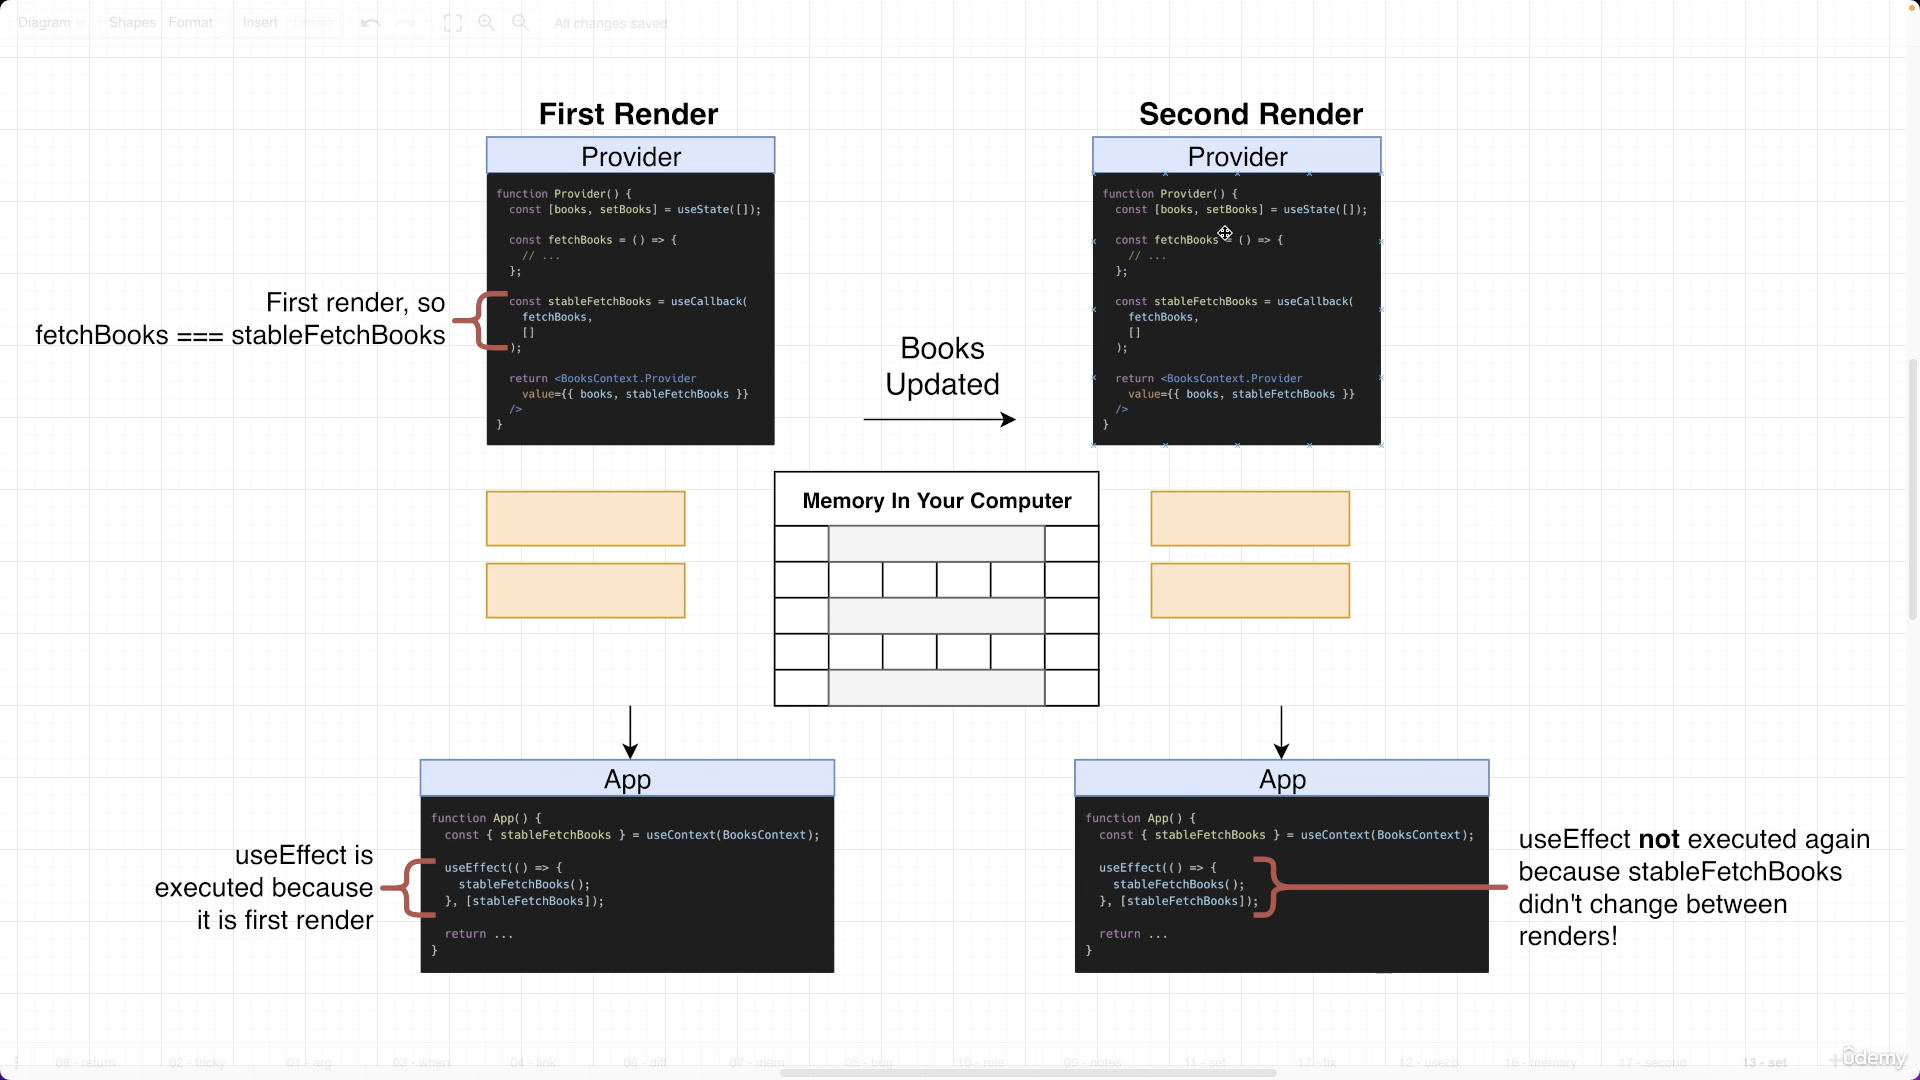 Diagram
Shapes
Format
Insert
Delete
All changes saved
First Render
Second Render
Provider
function Provider() {
const [books, setBooks] = useState([]);
const fetchBooks = () => {
// ...
};
const stableFetchBooks = useCallback(
fetchBooks,
[]
);
return <BooksContext.Provider
value={{ books, stableFetchBooks }}
/>
}
Provider
function Provider() {
const [books, setBooks] = useState([]);
const fetchBooks = () => {
// ...
};
const stableFetchBooks = useCallback(
fetchBooks,
[]
);
return <BooksContext.Provider
value={{ books, stableFetchBooks }}
/>
}
First render, so
fetchBooks === stableFetchBooks
Books
Updated
Memory In Your Computer
App
function App() {
const { stableFetchBooks } = useContext(BooksContext);
useEffect(() => {
stableFetchBooks();
}, [stableFetchBooks]);
return ...
}
App
function App() {
const { stableFetchBooks } = useContext(BooksContext);
useEffect(() => {
stableFetchBooks();
}, [stableFetchBooks]);
return ...
}
useEffect is
executed because
it is first render
useEffect not executed again
because stableFetchBooks
didn't change between
renders!
08 - return
02 - tricky
01 - arg
03 - when
04 - link
06 - diff
07 - mem
05 - bug
10 - rule
09 - notes
11 - set
17 - fix
12 - usecb
16 - memory
17 - second
13 - set
ûdemy